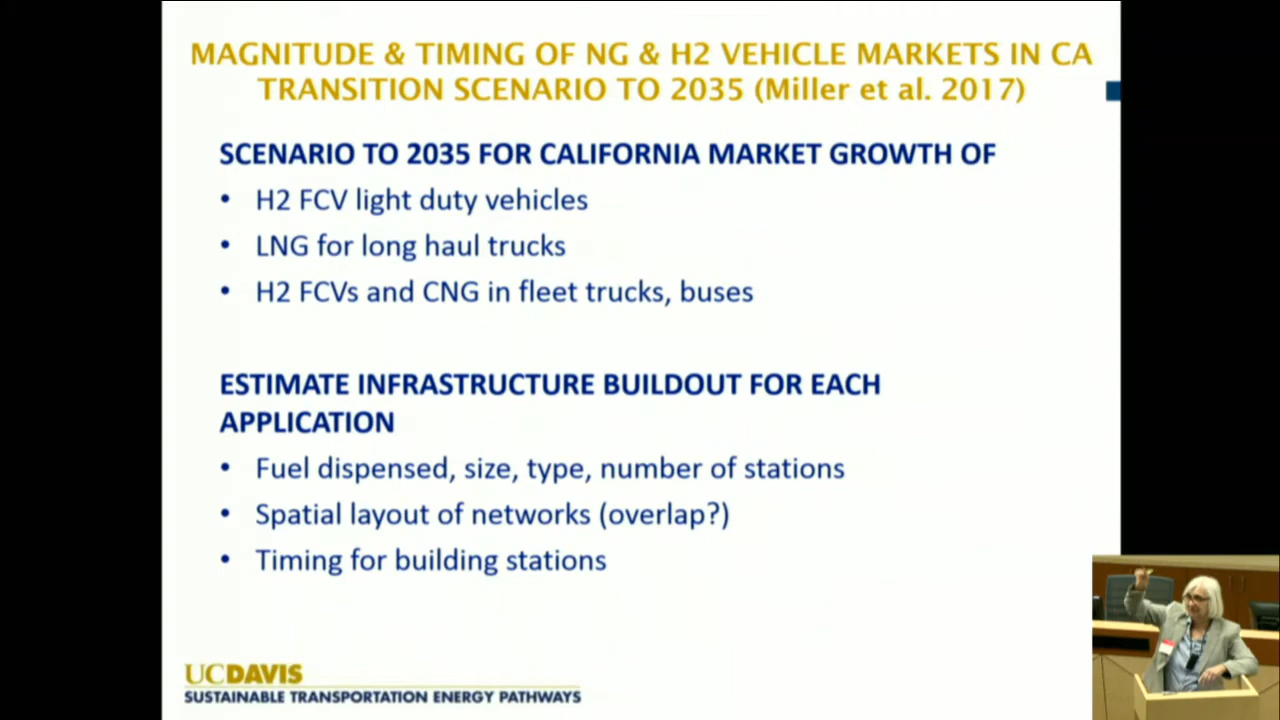 MAGNITUDE & TIMING OF NG & H2 VEHICLE MARKETS IN CA
TRANSITION SCENARIO TO 2035 (Miller et al. 2017)
SCENARIO TO 2035 FOR CALIFORNIA MARKET GROWTH OF
• H2 FCV light duty vehicles
• LNG for long haul trucks
• H2 FCVs and CNG in fleet trucks, buses
ESTIMATE INFRASTRUCTURE BUILDOUT FOR EACH
APPLICATION
• Fuel dispensed, size, type, number of stations
• Spatial layout of networks (overlap?)
• Timing for building stations
UCDAVIS
SUSTAINABLE TRANSPORTATION ENERGY PATHWAYS